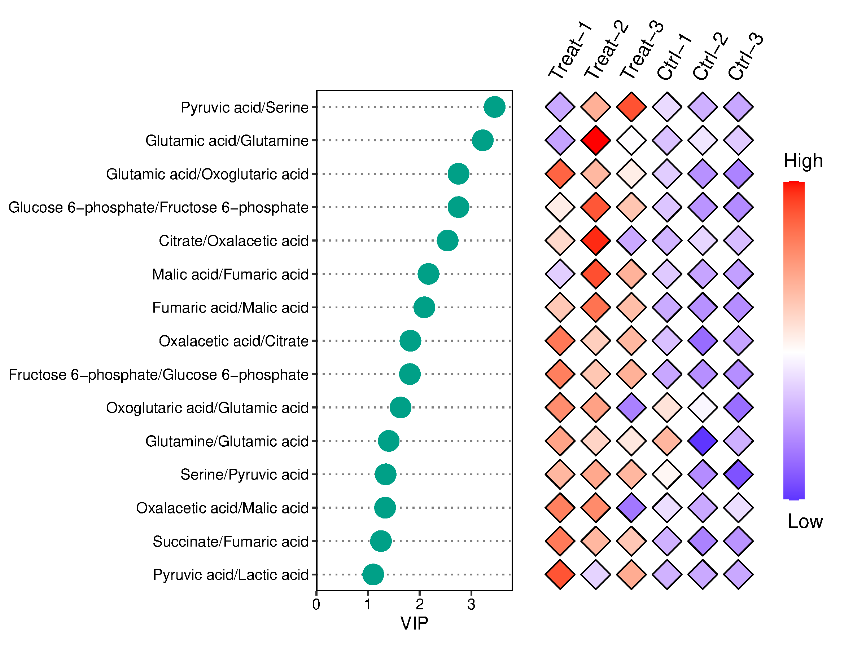 Treat−1 Treat−2 Treat−3 Ctrl−1 Ctrl−2 Ctrl−3
Pyruvic acid/Serine
Glutamic acid/Glutamine
Glutamic acid/Oxoglutaric acid
Glucose 6−phosphate/Fructose 6−phosphate
Citrate/Oxalacetic acid
Malic acid/Fumaric acid
Fumaric acid/Malic acid
Oxalacetic acid/Citrate
Fructose 6−phosphate/Glucose 6−phosphate
Oxoglutaric acid/Glutamic acid
Glutamine/Glutamic acid
Serine/Pyruvic acid
Oxalacetic acid/Malic acid
Succinate/Fumaric acid
Pyruvic acid/Lactic acid
0 1 2 3
VIP
High
Low